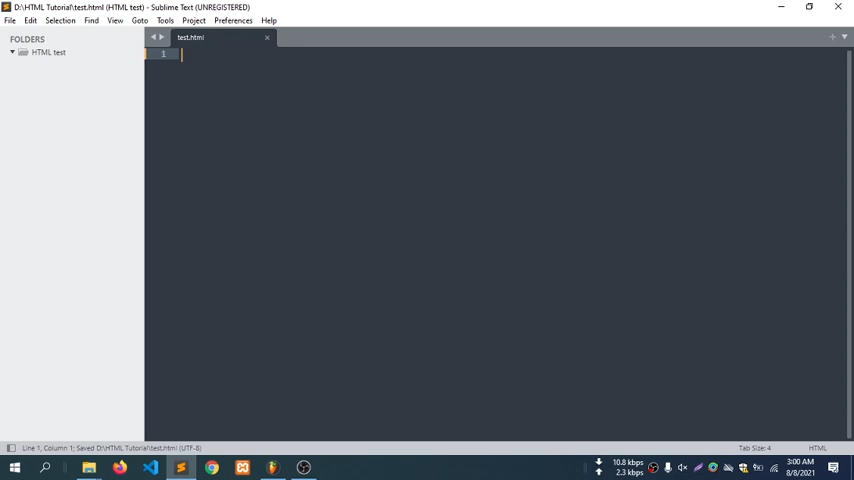 D:\HTML Tutorial\test.html (HTML test) - Sublime Text (UNREGISTERED)
File Edit Selection Find View Goto Tools Project Preferences Help
FOLDERS
HTML test
test.html
1
Line 1, Column 1; Saved D:\HTML Tutorial\test.html (UTF-8)
Tab Size: 4
HTML
10.8 kbps
2.3 kbps
3:00 AM
8/8/2021